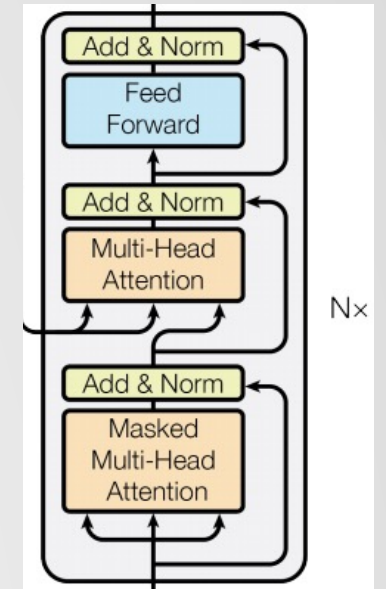 Add & Norm
Feed
Forward
Add & Norm
Multi-Head
Attention
N×
Add & Norm
Masked
Multi-Head
Attention